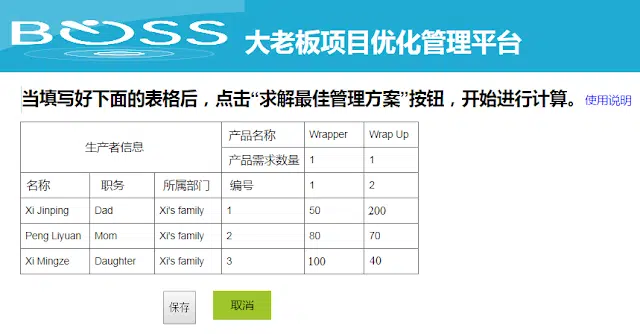 BOSS 大老板项目优化管理平台
当填写好下面的表格后，点击“求解最佳管理方案”按钮，开始进行计算。 使用说明
生产者信息 产品名称 Wrapper Wrap Up
产品需求数量 1 1
名称 职务 所属部门 编号 1 2
Xi Jinping Dad Xi's family 1 50 200
Peng Liyuan Mom Xi's family 2 80 70
Xi Mingze Daughter Xi's family 3 100 40
保存 取消